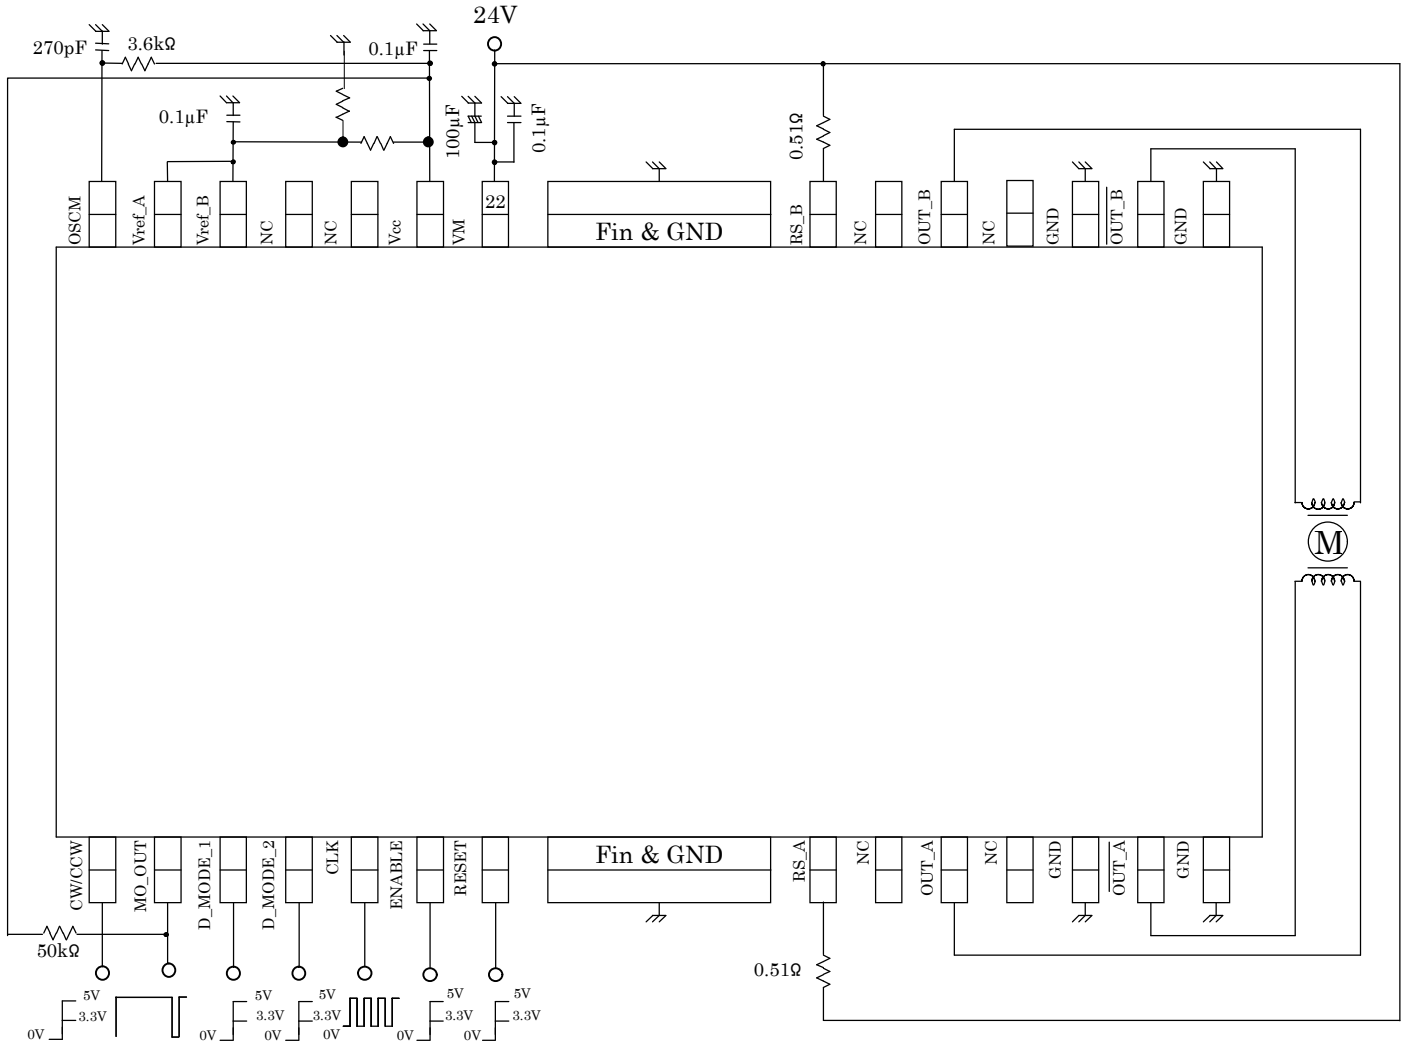 24V
270pF
3.6kΩ
0.1μF
0.1μF
100μF
0.1μF
0.51Ω
OSCM
Vref_A
Vref_B
NC
NC
Vcc
VM
22
Fin & GND
RS_B
NC
OUT_B
NC
GND
OUT_B
GND
M
CW/CCW
MO_OUT
D_MODE_1
D_MODE_2
CLK
ENABLE
RESET
Fin & GND
RS_A
NC
OUT_A
NC
GND
OUT_A
GND
50kΩ
0.51Ω
5V
3.3V
0V
5V
3.3V
0V
5V
3.3V
0V
0V
5V
3.3V
0V
5V
3.3V
0V